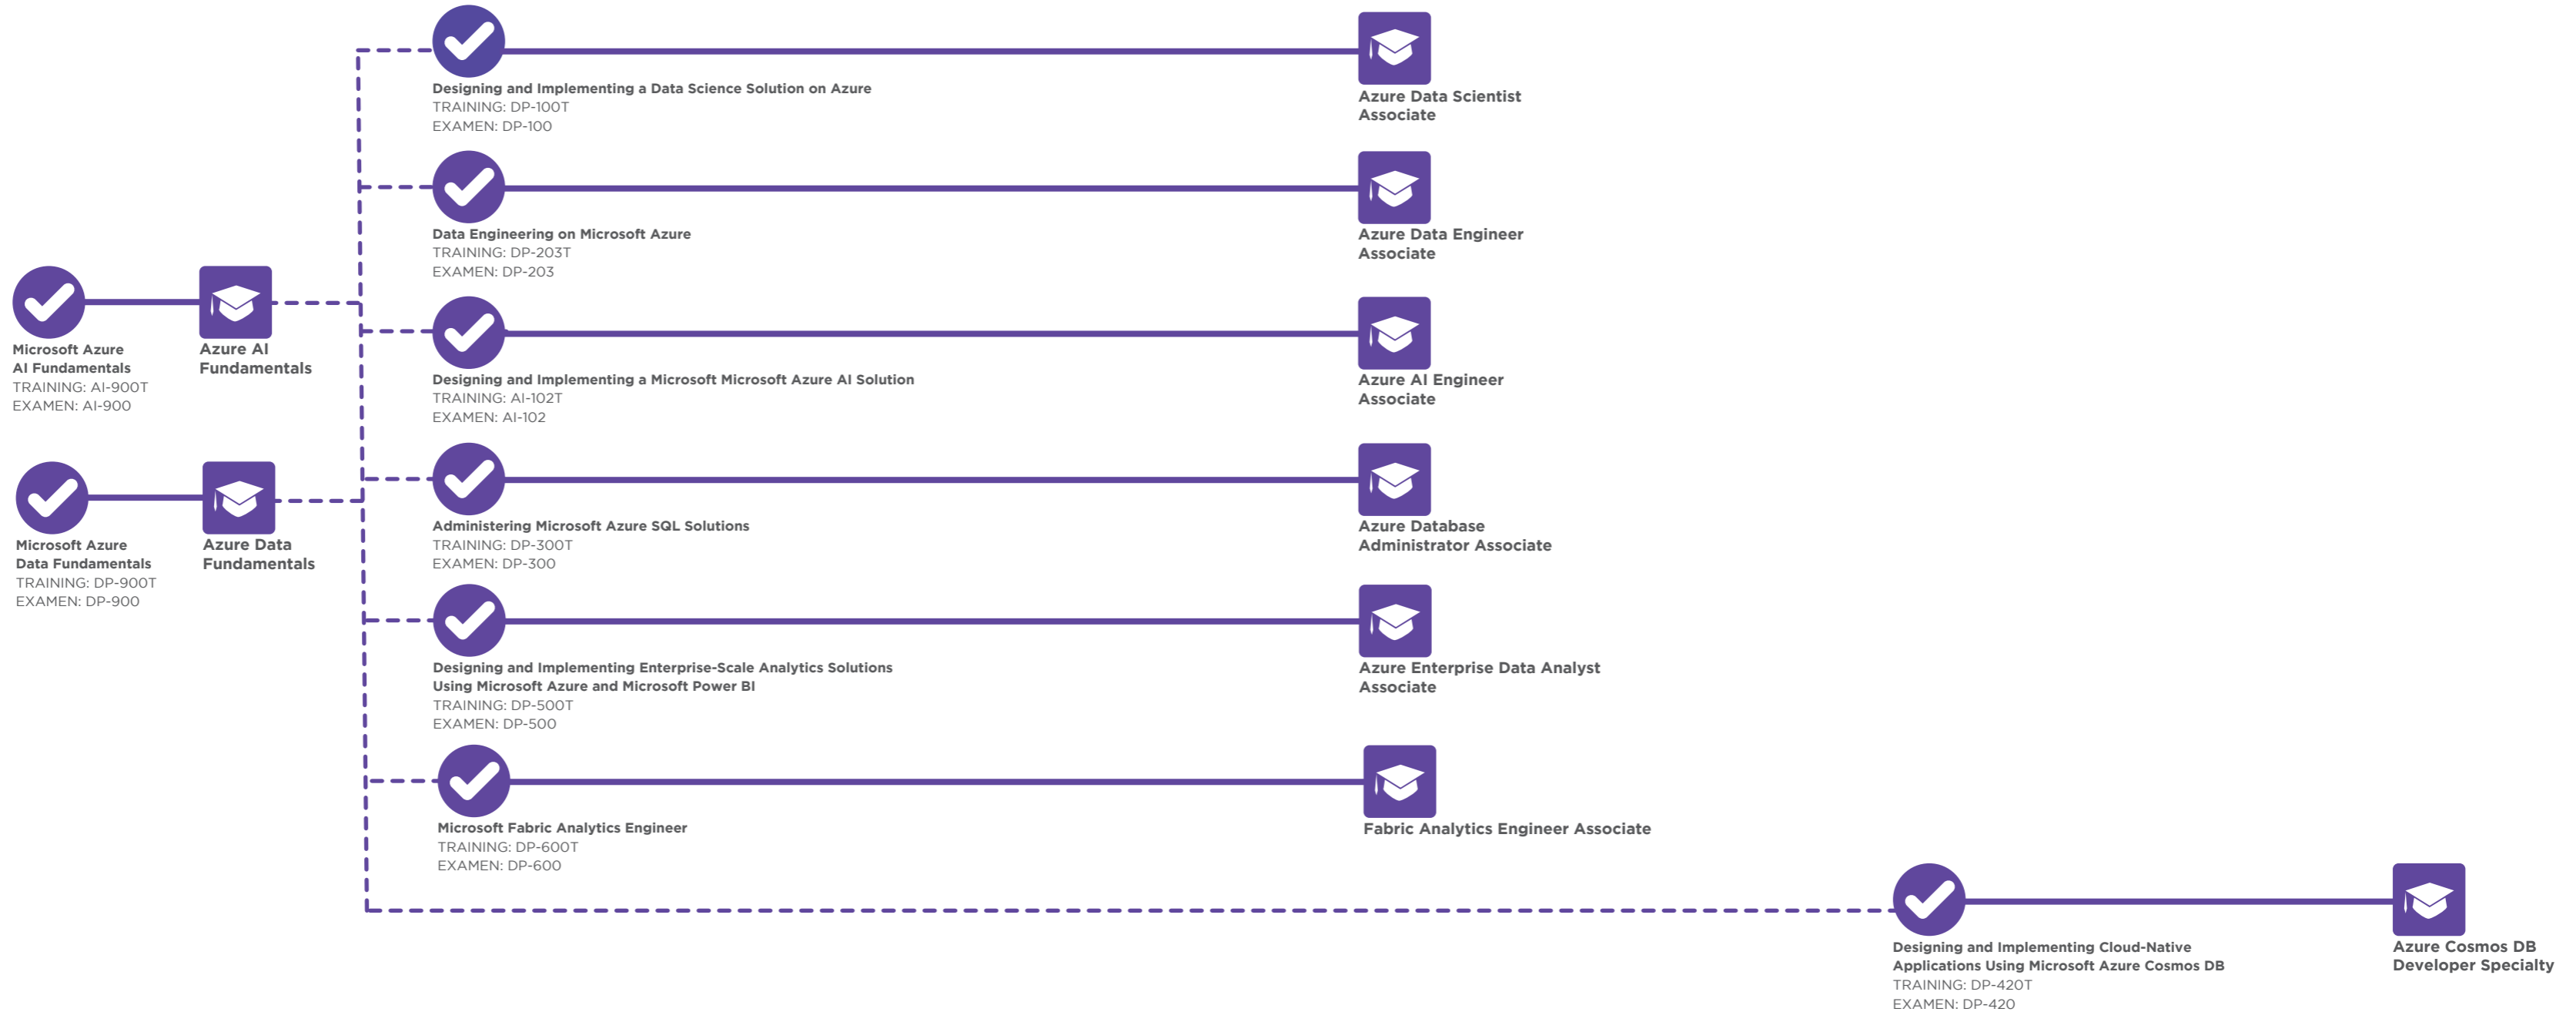 Designing and Implementing a Data Science Solution on Azure
TRAINING: DP-100T
EXAMEN: DP-100
Azure Data Scientist
Associate
Data Engineering on Microsoft Azure
TRAINING: DP-203T
EXAMEN: DP-203
Azure Data Engineer
Associate
Microsoft Azure
AI Fundamentals
TRAINING: AI-900T
EXAMEN: AI-900
Azure AI
Fundamentals
Designing and Implementing a Microsoft Microsoft Azure AI Solution
TRAINING: AI-102T
EXAMEN: AI-102
Azure AI Engineer
Associate
Microsoft Azure
Data Fundamentals
TRAINING: DP-900T
EXAMEN: DP-900
Azure Data
Fundamentals
Administering Microsoft Azure SQL Solutions
TRAINING: DP-300T
EXAMEN: DP-300
Azure Database
Administrator Associate
Designing and Implementing Enterprise-Scale Analytics Solutions
Using Microsoft Azure and Microsoft Power BI
TRAINING: DP-500T
EXAMEN: DP-500
Azure Enterprise Data Analyst
Associate
Microsoft Fabric Analytics Engineer
TRAINING: DP-600T
EXAMEN: DP-600
Fabric Analytics Engineer Associate
Designing and Implementing Cloud-Native
Applications Using Microsoft Azure Cosmos DB
TRAINING: DP-420T
EXAMEN: DP-420
Azure Cosmos DB
Developer Specialty